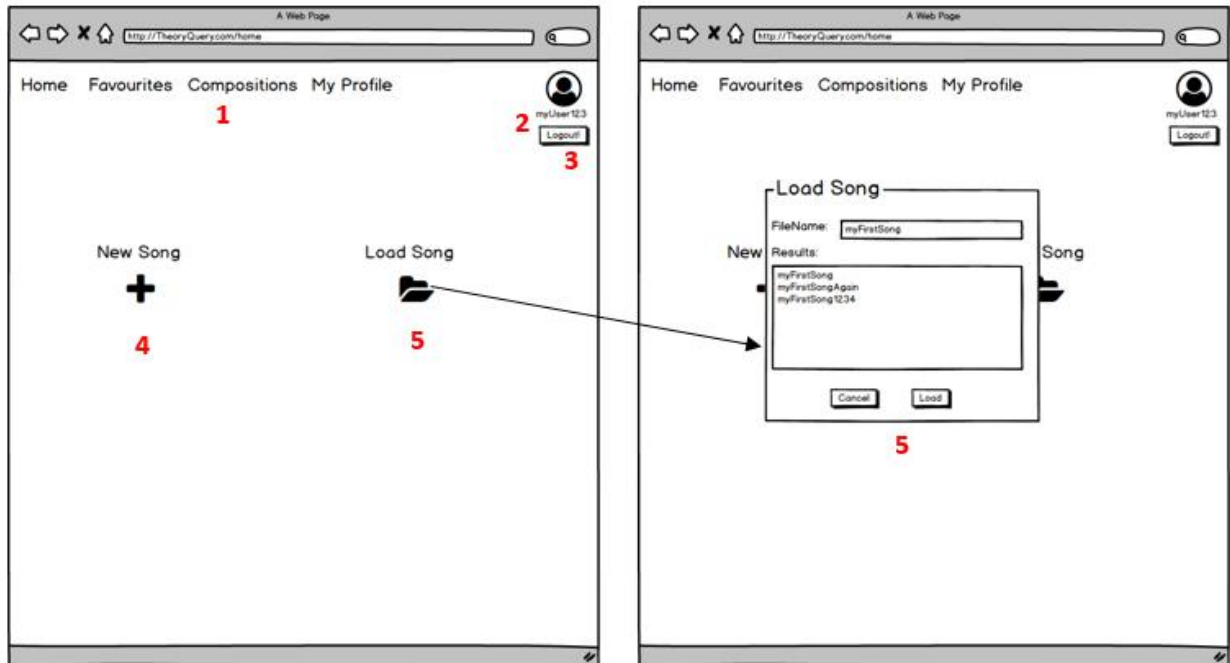 A Web Page
http://TheoryQuery.com/home
Home Favourites Compositions My Profile
1
2 myUser123
Logout!
3
New Song Load Song
4 5
A Web Page
http://TheoryQuery.com/home
Home Favourites Compositions My Profile
myUser123
Logout!
Load Song
FileName: myFirstSong
New Results: Song
myFirstSong
myFirstSongAgain
myFirstSong1234
Cancel Load
5